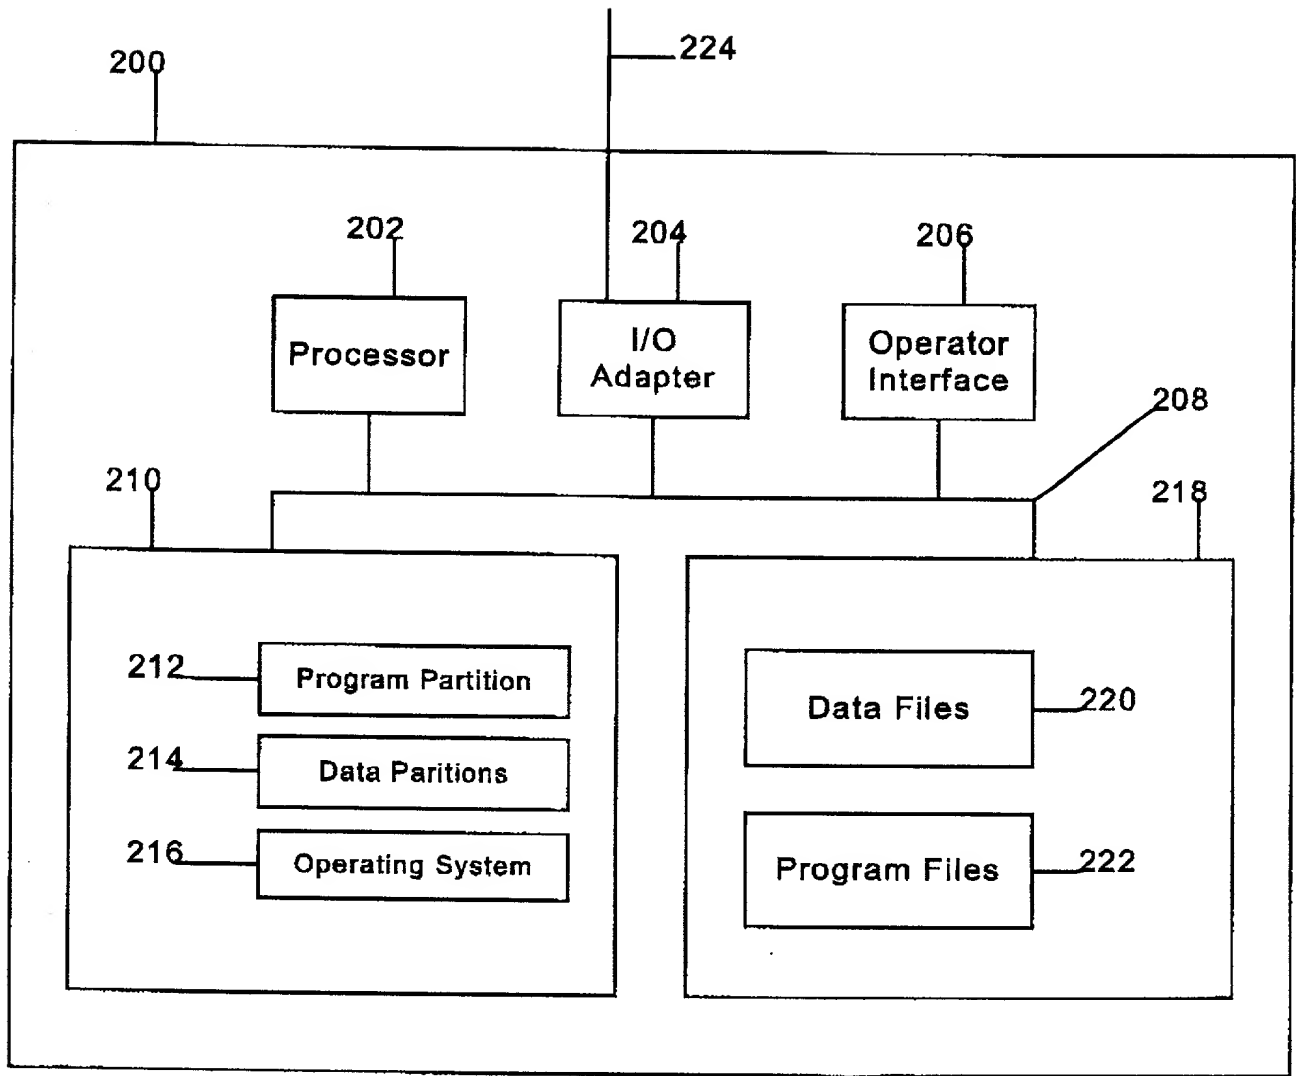 224
200
202
204
206
Processor
I/O
Adapter
Operator
Interface
208
210
218
212
Program Partition
214
Data Paritions
216
Operating System
Data Files
220
Program Files
222